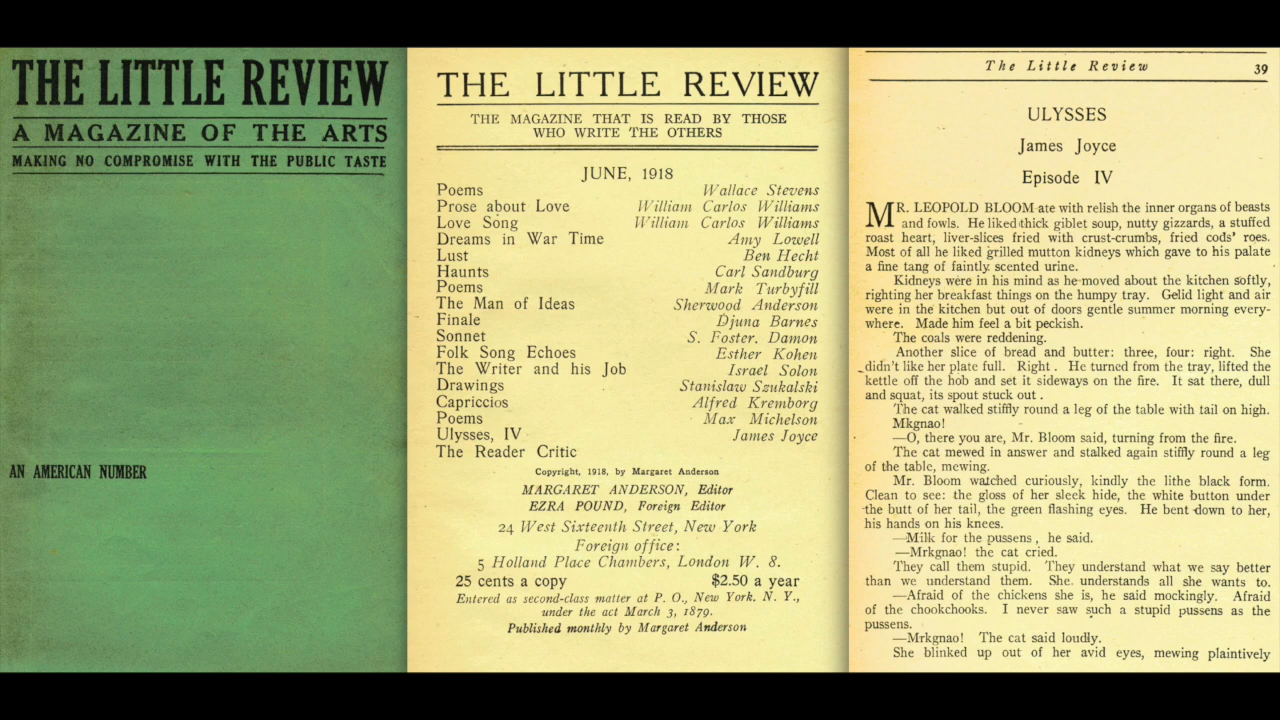 THE LITTLE REVIEW
A MAGAZINE OF THE ARTS
MAKING NO COMPROMISE WITH THE PUBLIC TASTE
AN AMERICAN NUMBER
THE LITTLE REVIEW
THE MAGAZINE THAT IS READ BY THOSE
WHO WRITE THE OTHERS
JUNE, 1918
Poems Wallace Stevens
Prose about Love William Carlos Williams
Love Song William Carlos Williams
Dreams in War Time Amy Lowell
Lust Ben Hecht
Haunts Carl Sandburg
Poems Mark Turbyfill
The Man of Ideas Sherwood Anderson
Finale Djuna Barnes
Sonnet S. Foster. Damon
Folk Song Echoes Esther Kohen
The Writer and his Job Israel Solon
Drawings Stanislaw Szukalski
Capriccios Alfred Kremborg
Poems Max Michelson
Ulysses, IV James Joyce
The Reader Critic
Copyright, 1918, by Margaret Anderson
MARGARET ANDERSON, Editor
EZRA POUND, Foreign Editor
24 West Sixteenth Street, New York
Foreign office:
5 Holland Place Chambers, London W. 8.
25 cents a copy $2.50 a year
Entered as second-class matter at P. O., New York. N. Y.,
under the act March 3, 1879.
Published monthly by Margaret Anderson
The Little Review 39
ULYSSES
James Joyce
Episode IV
MR. LEOPOLD BLOOM ate with relish the inner organs of beasts
and fowls. He liked thick giblet soup, nutty gizzards, a stuffed
roast heart, liver-slices fried with crust-crumbs, fried cods' roes.
Most of all he liked grilled mutton kidneys which gave to his palate
a fine tang of faintly scented urine.
Kidneys were in his mind as he moved about the kitchen softly,
righting her breakfast things on the humpy tray. Gelid light and air
were in the kitchen but out of doors gentle summer morning every-
where. Made him feel a bit peckish.
The coals were reddening.
Another slice of bread and butter: three, four: right. She
didn't like her plate full. Right . He turned from the tray, lifted the
kettle off the hob and set it sideways on the fire. It sat there, dull
and squat, its spout stuck out .
The cat walked stiffly round a leg of the table with tail on high.
Mkgnao!
—O, there you are, Mr. Bloom said, turning from the fire.
The cat mewed in answer and stalked again stiffly round a leg
of the table, mewing.
Mr. Bloom watched curiously, kindly the lithe black form.
Clean to see: the gloss of her sleek hide, the white button under
the butt of her tail, the green flashing eyes. He bent down to her,
his hands on his knees.
—Milk for the pussens , he said.
—Mrkgnao! the cat cried.
They call them stupid. They understand what we say better
than we understand them. She understands all she wants to.
—Afraid of the chickens she is, he said mockingly. Afraid
of the chookchooks. I never saw such a stupid pussens as the
pussens.
—Mrkgnao! The cat said loudly.
She blinked up out of her avid eyes, mewing plaintively